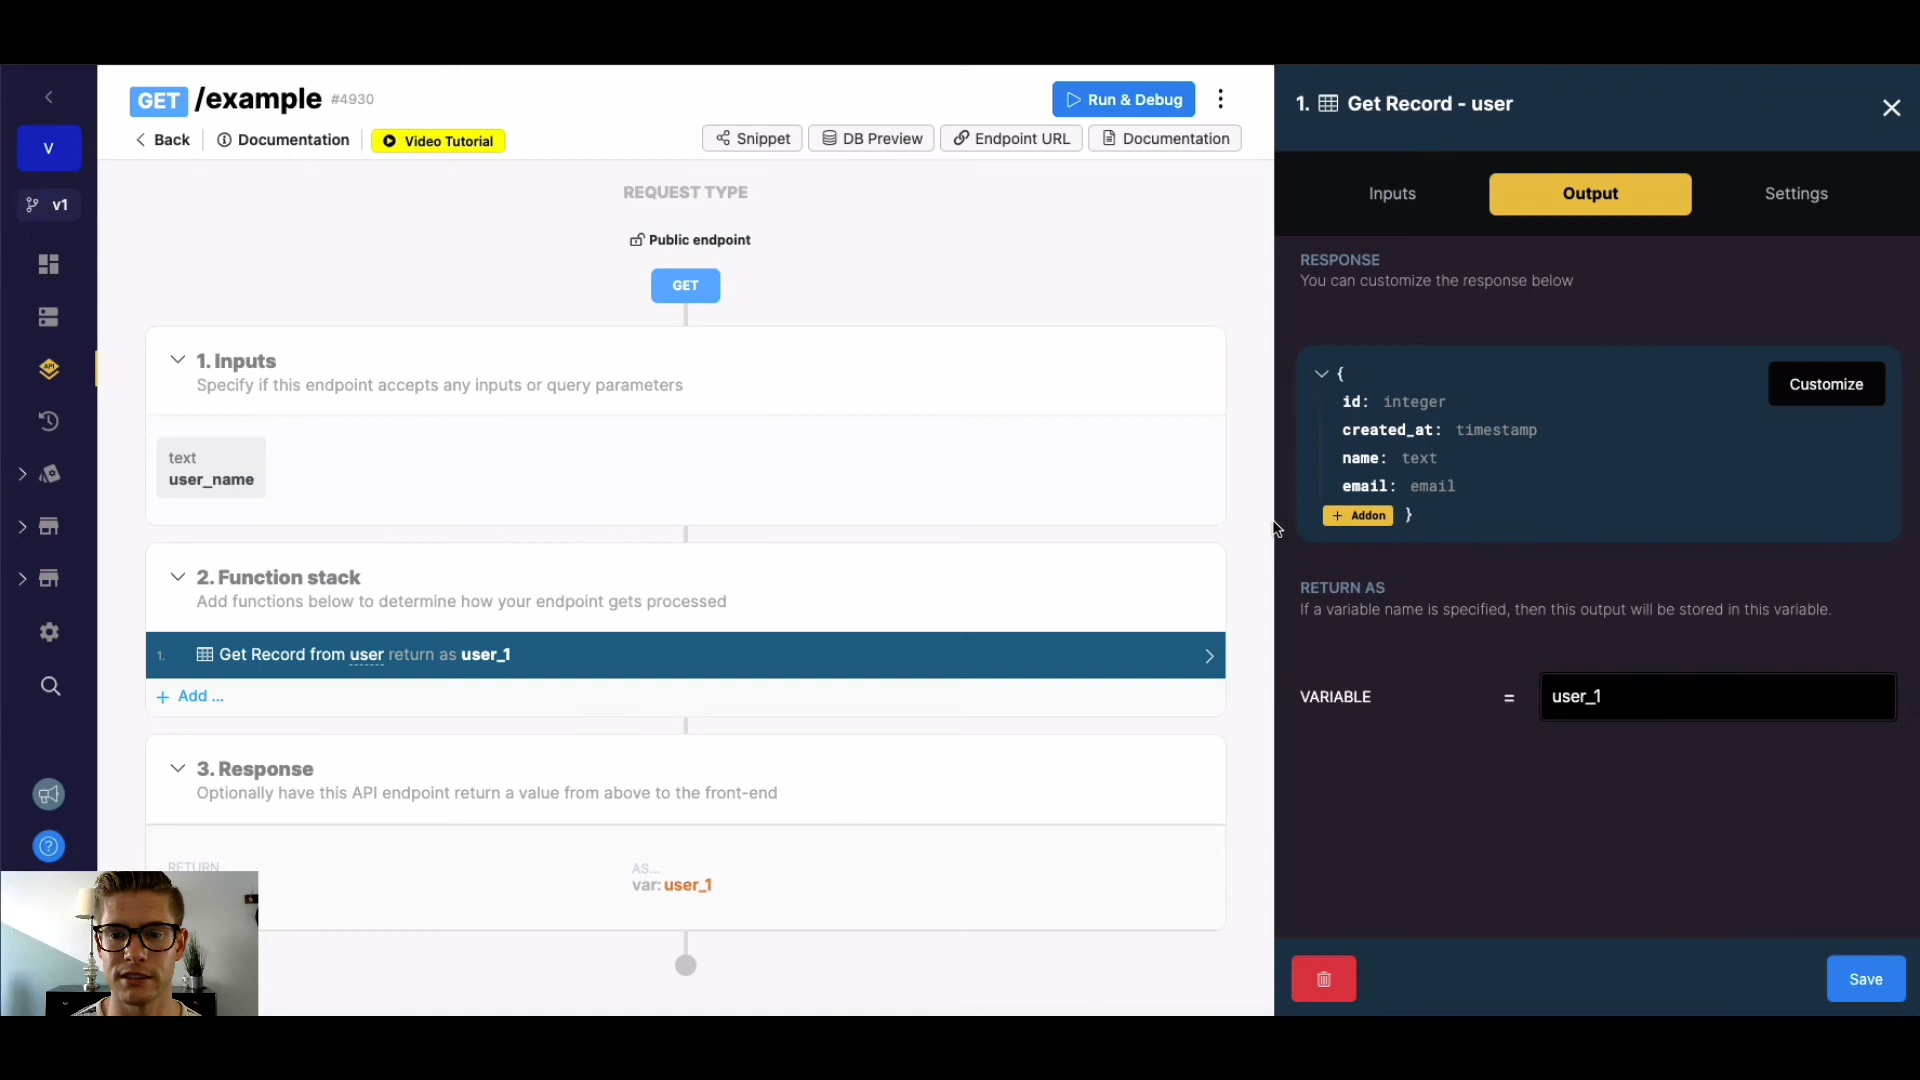 GET /example #4930
Run & Debug
Back
Documentation
Video Tutorial
Snippet
DB Preview
Endpoint URL
Documentation
V
v1
API
REQUEST TYPE
Public endpoint
GET
1. Inputs
Specify if this endpoint accepts any inputs or query parameters
text
user_name
2. Function stack
Add functions below to determine how your endpoint gets processed
1. Get Record from user return as user_1
+ Add ...
3. Response
Optionally have this API endpoint return a value from above to the front-end
RETURN
AS...
var: user_1
1. Get Record - user
Inputs
Output
Settings
RESPONSE
You can customize the response below
{
Customize
id: integer
created_at: timestamp
name: text
email: email
+ Addon }
RETURN AS
If a variable name is specified, then this output will be stored in this variable.
VARIABLE = user_1
Save